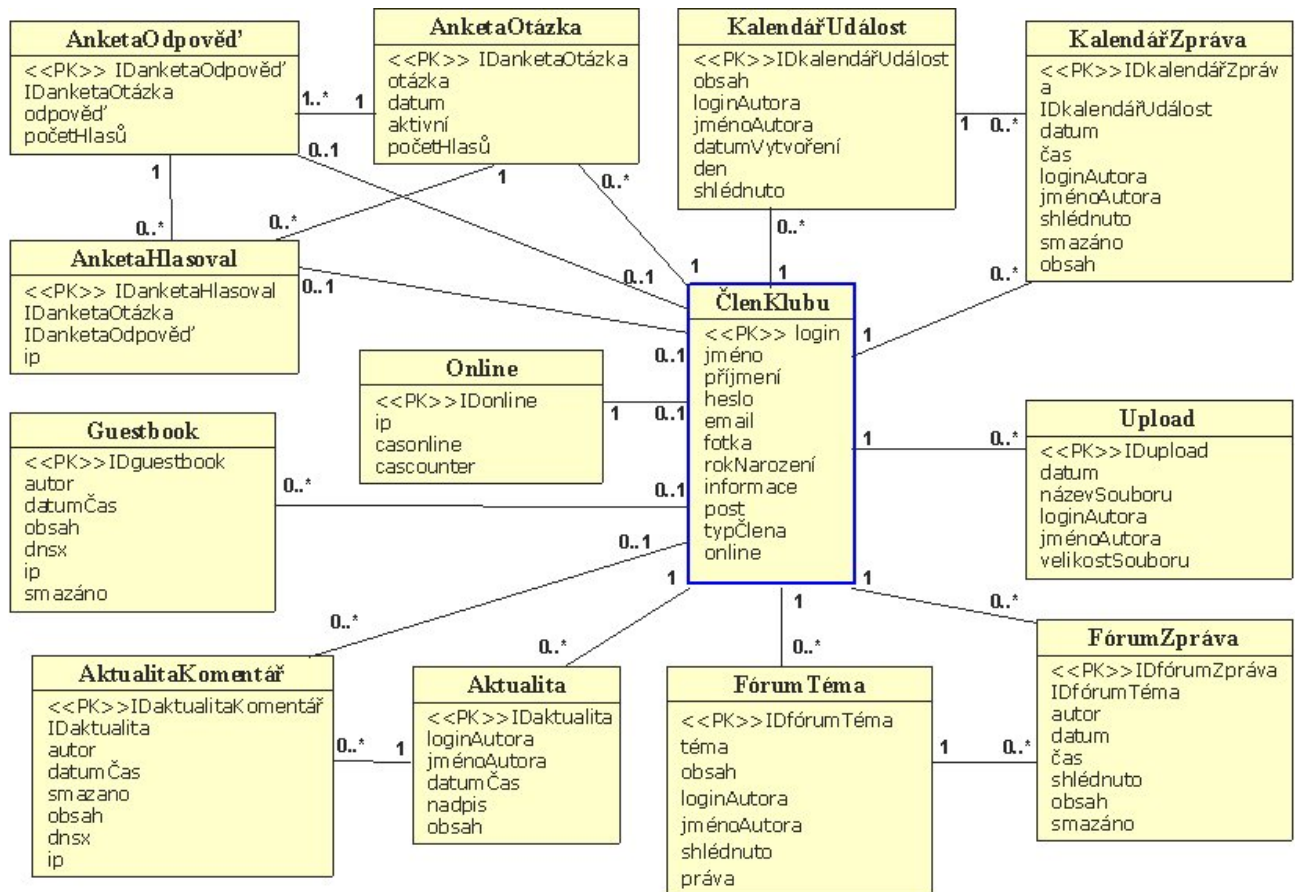 AnketaOdpověď
<<PK>> IDanketaOdpověď
IDanketaOtázka
odpověď
početHlasů
1..*
1
AnketaOtázka
<<PK>> IDanketaOtázka
otázka
datum
aktivní
početHlasů
KalendářUdálost
<<PK>>IDkalendářUdálost
obsah
loginAutora
jménoAutora
datumVytvoření
den
shlédnuto
1
0..*
KalendářZpráva
<<PK>>IDkalendářZpráv
a
IDkalendářUdálost
datum
čas
loginAutora
jménoAutora
shlédnuto
smazáno
obsah
1
0..*
0..1
1
0..*
0..*
0..*
AnketaHlasoval
<<PK>> IDanketaHlasoval
IDanketaOtázka
IDanketaOdpověď
ip
0..1
0..1
1
1
0..*
1
0..1
ČlenKlubu
<<PK>> login
jméno
příjmení
heslo
email
fotka
rokNarození
informace
post
typČlena
online
Online
<<PK>>IDonline
ip
casonline
cascounter
1
0..1
Guestbook
<<PK>>IDguestbook
autor
datumČas
obsah
dnsx
ip
smazáno
0..*
0..1
1
0..*
Upload
<<PK>>IDupload
datum
názevSouboru
loginAutora
jménoAutora
velikostSouboru
0..1
1
1
1
0..*
0..*
0..*
0..*
AktualitaKomentář
<<PK>>IDaktualitaKomentář
IDaktualita
autor
datumČas
smazano
obsah
dnsx
ip
0..*
1
Aktualita
<<PK>>IDaktualita
loginAutora
jménoAutora
datumČas
nadpis
obsah
FórumTéma
<<PK>>IDfórumTéma
téma
obsah
loginAutora
jménoAutora
shlédnuto
práva
1
0..*
FórumZpráva
<<PK>>IDfórumZpráva
IDfórumTéma
autor
datum
čas
shlédnuto
obsah
smazáno